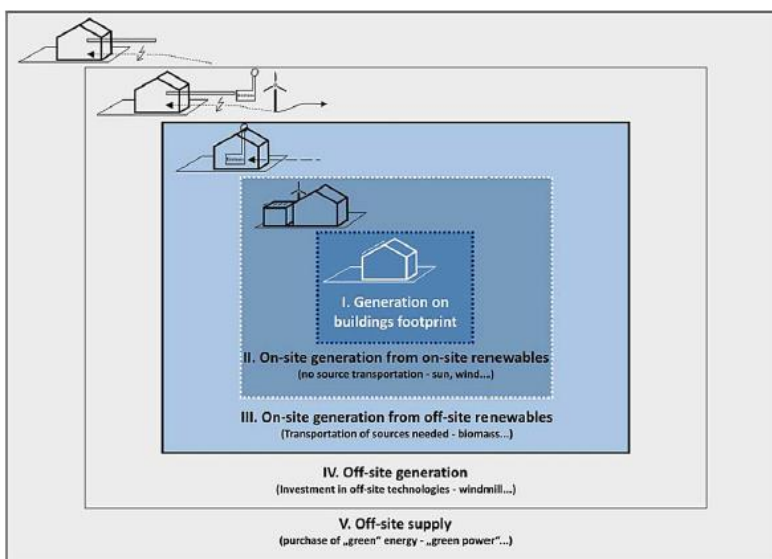 I. Generation on
buildings footprint
II. On-site generation from on-site renewables
(no source transportation - sun, wind...)
III. On-site generation from off-site renewables
(Transportation of sources needed - biomass...)
IV. Off-site generation
(Investment in off-site technologies - windmill...)
V. Off-site supply
(purchase of „green" energy - „green power"...)